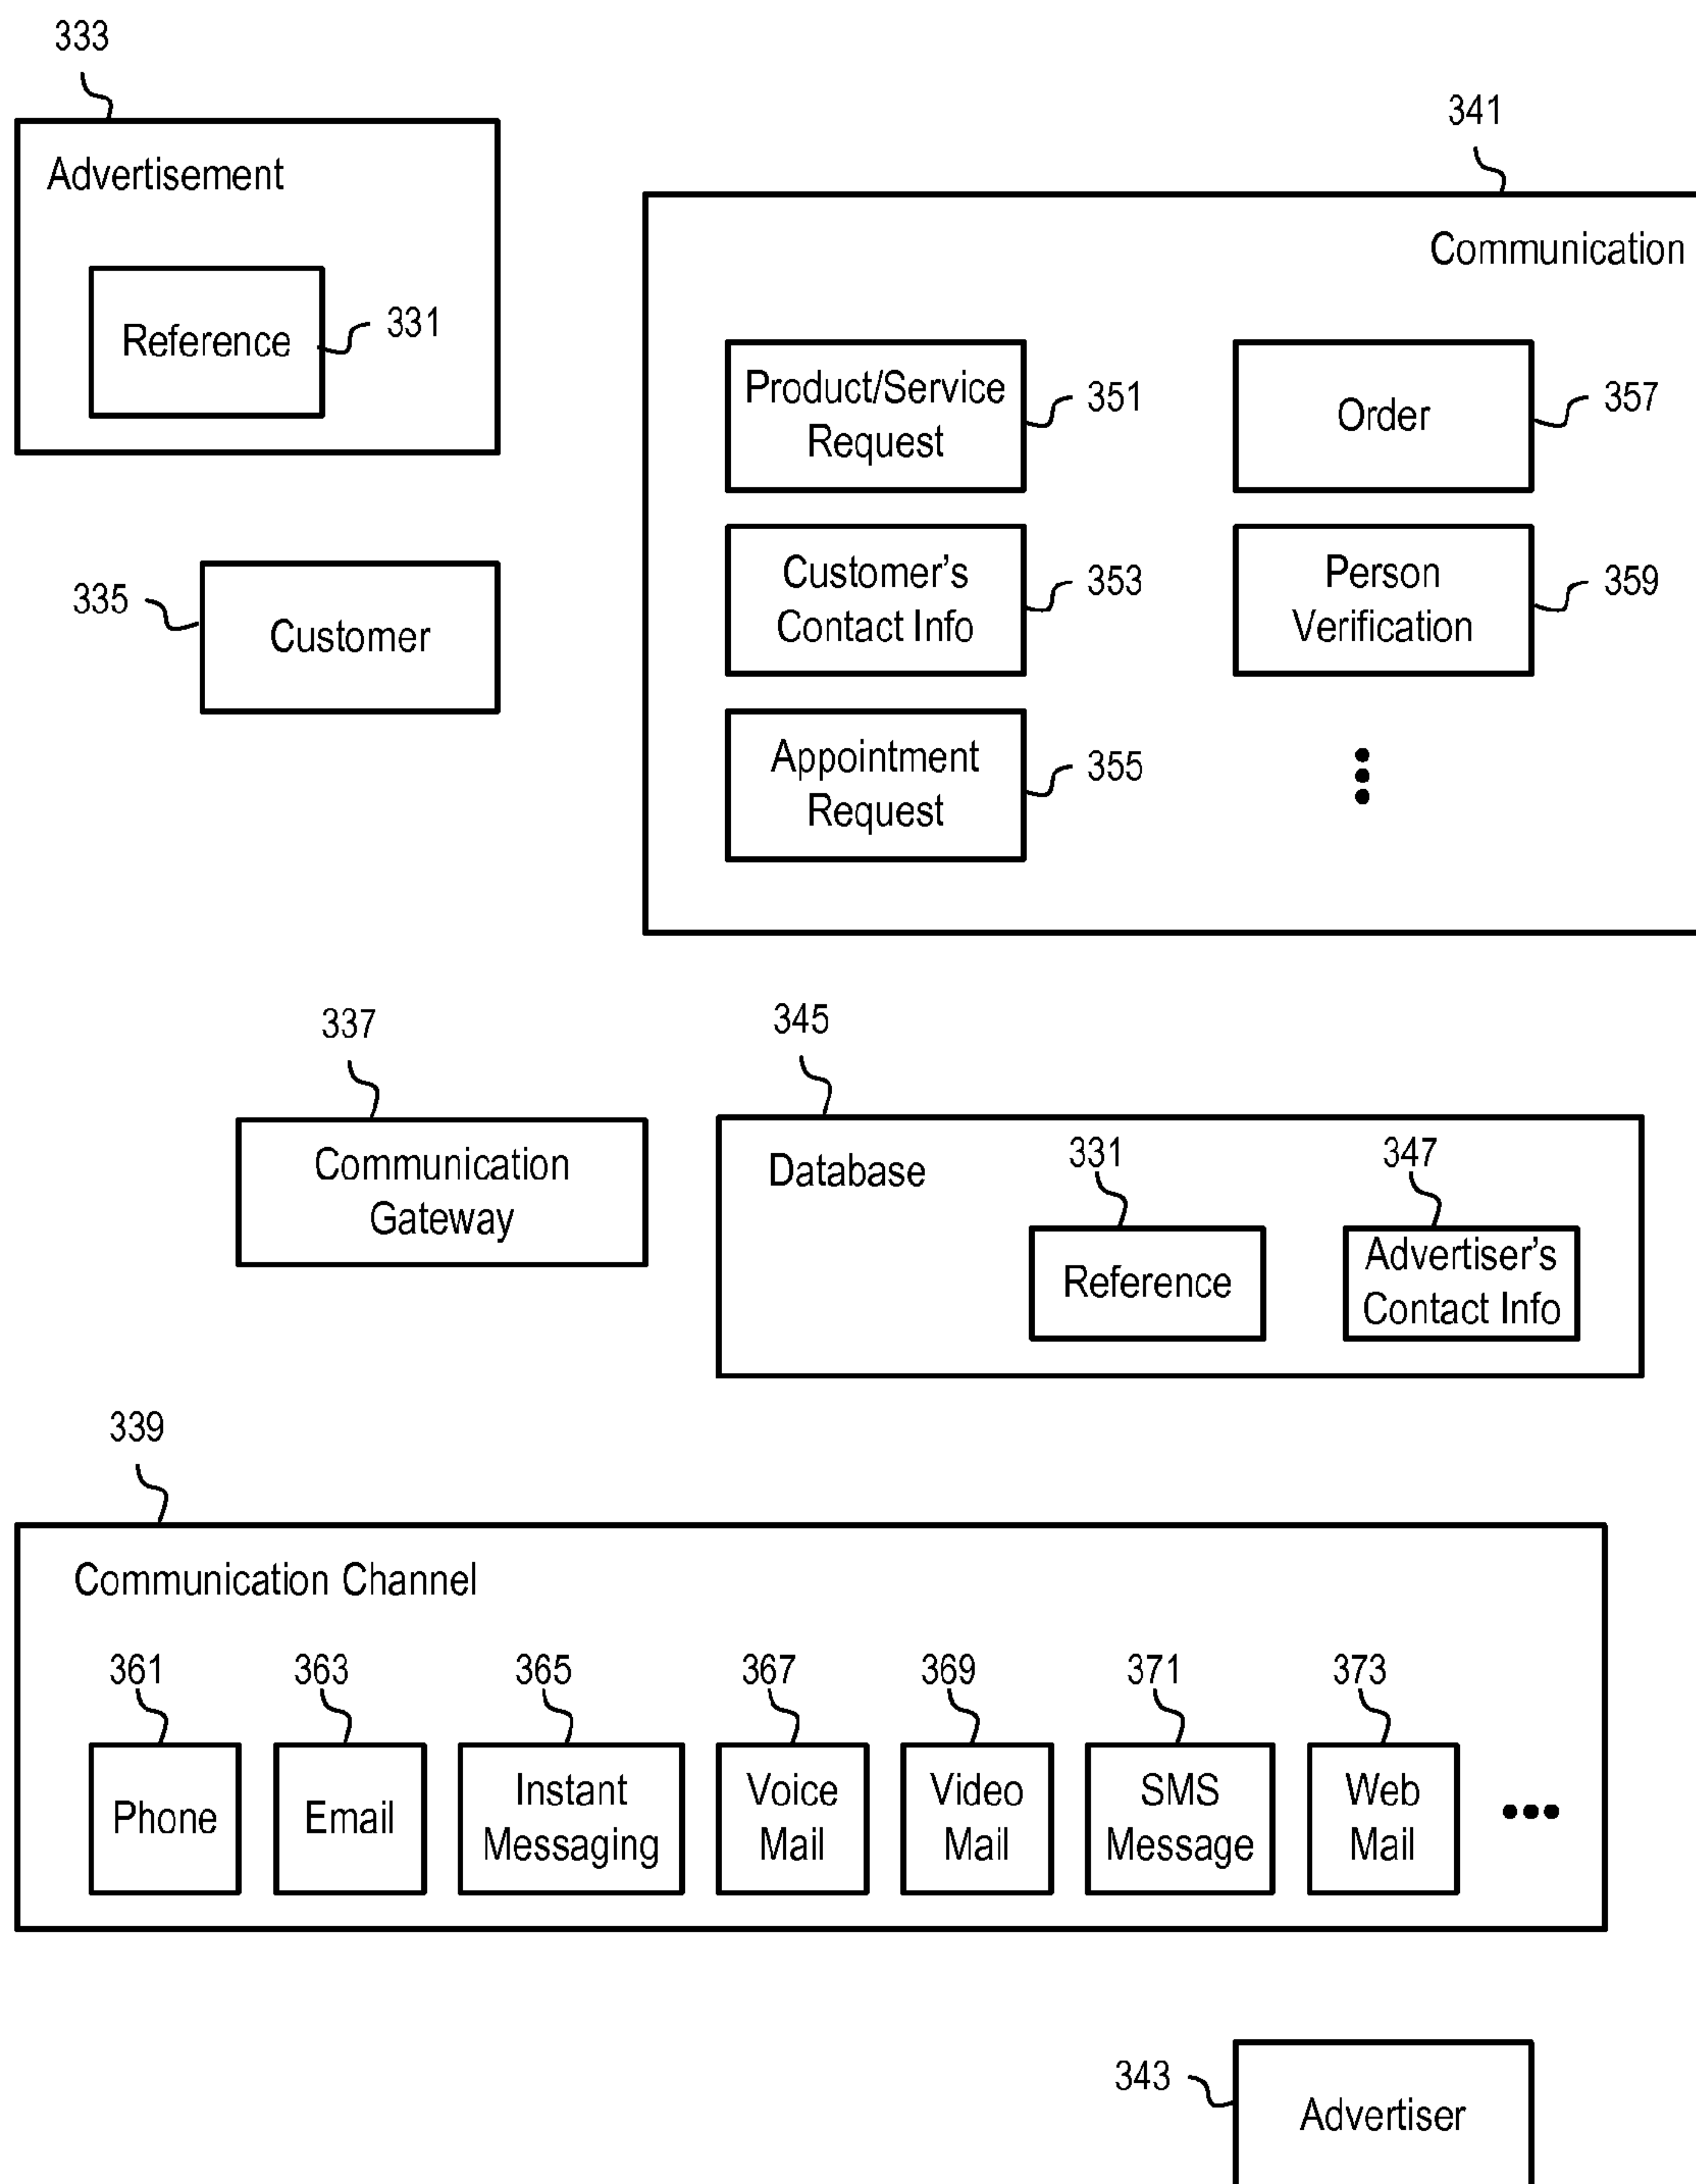 333
Advertisement
Reference
331
341
Communication
Product/Service
Request
351
Order
357
Customer's
Contact Info
353
Person
Verification
359
Appointment
Request
355
335
Customer
337
Communication
Gateway
345
Database
331
Reference
347
Advertiser's
Contact Info
339
Communication Channel
361
Phone
363
Email
365
Instant
Messaging
367
Voice
Mail
369
Video
Mail
371
SMS
Message
373
Web
Mail
343
Advertiser